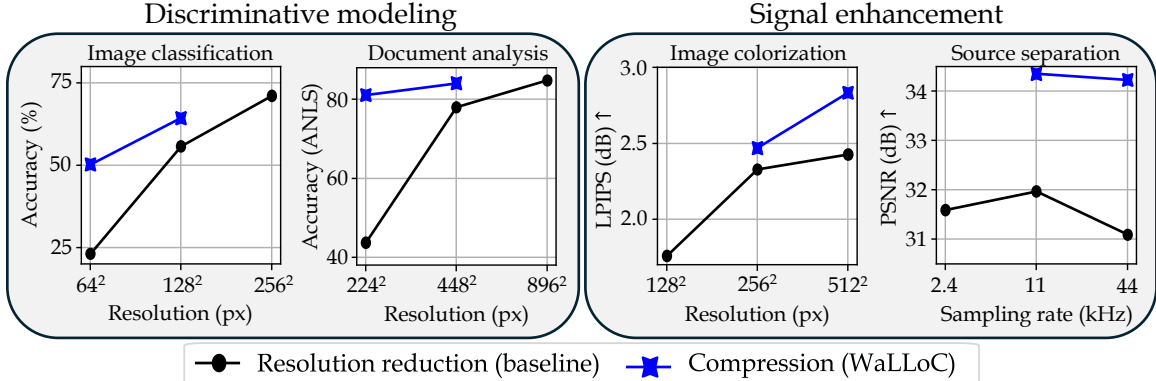 Discriminative modeling
Signal enhancement
Image classification
Document analysis
Image colorization
Source separation
Accuracy (%)
75
50
25
64²
128²
256²
Resolution (px)
Accuracy (ANLS)
80
60
40
224²
448²
896²
Resolution (px)
LPIPS (dB) ↑
3.0
2.5
2.0
128²
256²
512²
Resolution (px)
PSNR (dB) ↑
34
33
32
31
2.4
11
44
Sampling rate (kHz)
Resolution reduction (baseline)
Compression (WaLLoC)